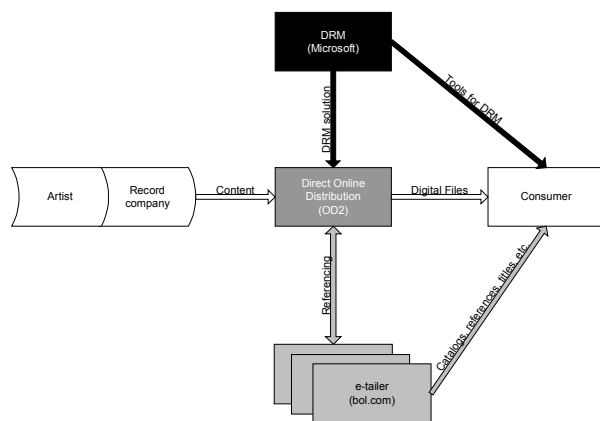 DRM
(Microsoft)
DRM solution
Tools for DRM
Artist
Record
company
Content
Direct Online
Distribution
(OD2)
Digital Files
Consumer
Referencing
Catalogs, references, titles, etc.
e-tailer
(bol.com)